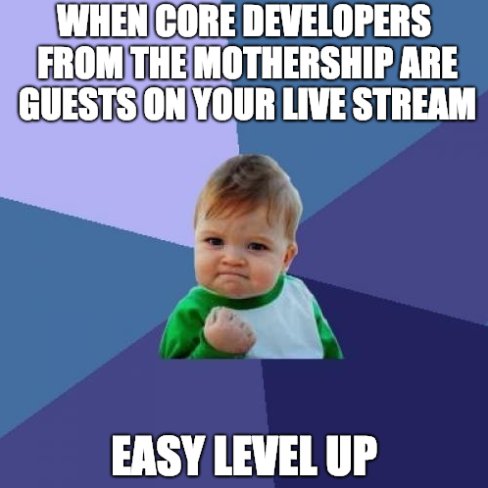 WHEN CORE DEVELOPERS
FROM THE MOTHERSHIP ARE
GUESTS ON YOUR LIVE STREAM
EASY LEVEL UP